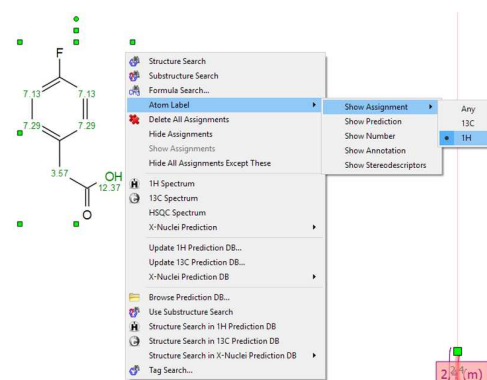 F
7.13 7.13
7.29 7.29
3.57
OH
12.37
O
Structure Search
Substructure Search
Formula Search...
Atom Label
Delete All Assignments
Hide Assignments
Show Assignments
Hide All Assignments Except These
1H Spectrum
13C Spectrum
HSQC Spectrum
X-Nuclei Prediction
Update 1H Prediction DB...
Update 13C Prediction DB...
X-Nuclei Prediction DB
Browse Prediction DB...
Use Substructure Search
Structure Search in 1H Prediction DB
Structure Search in 13C Prediction DB
Structure Search in X-Nuclei Prediction DB
Tag Search...
Show Assignment
Show Prediction
Show Number
Show Annotation
Show Stereodescriptors
Any
13C
1H
(m)